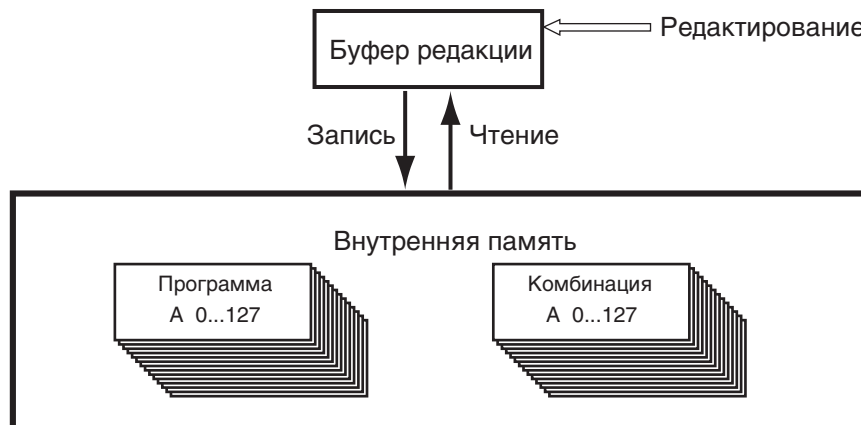 Буфер редакции
Редактирование
Запись
Чтение
Внутренняя память
Программа
А 0...127
Комбинация
А 0...127